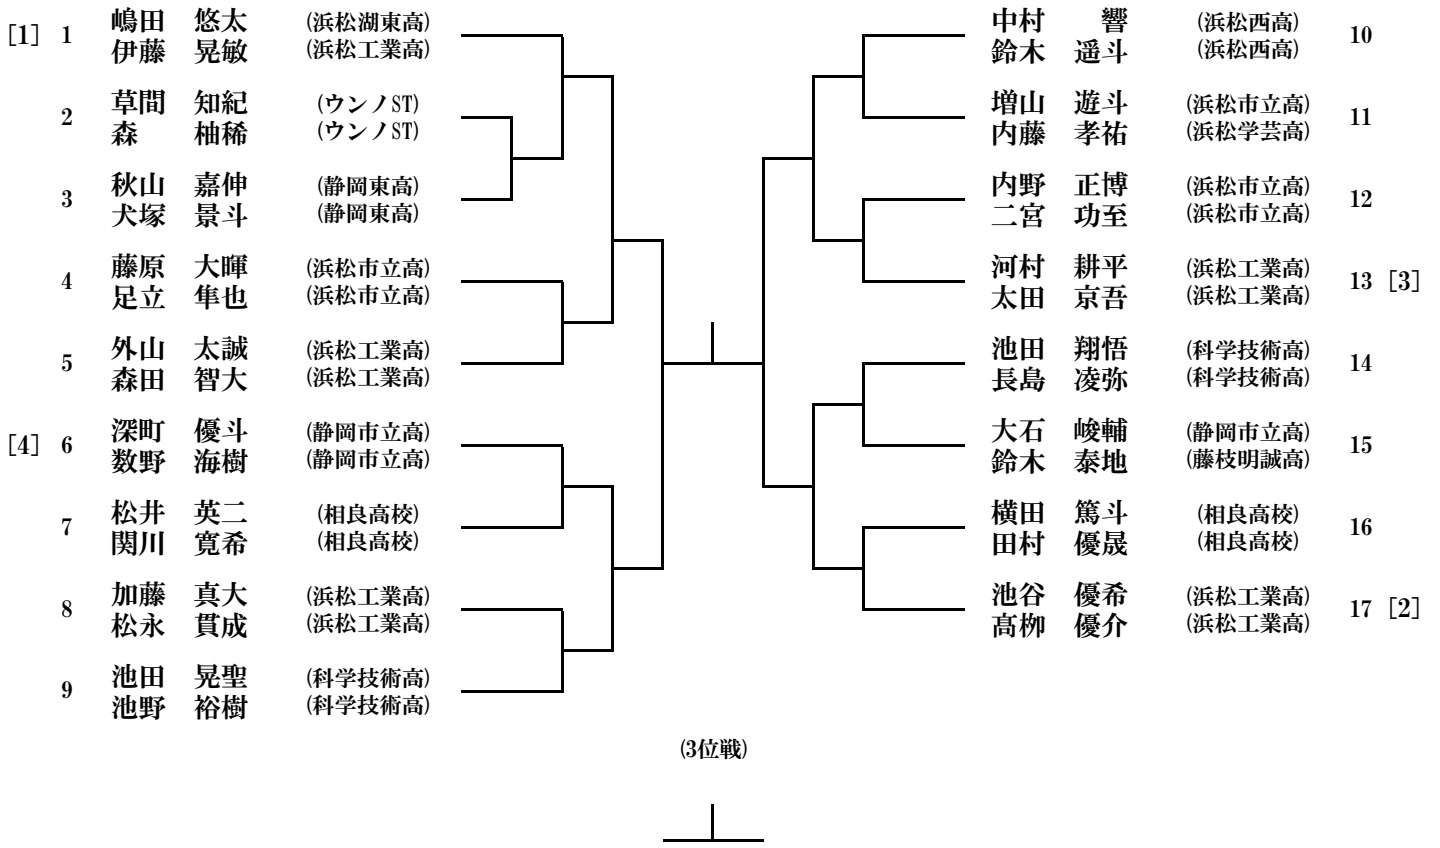 [1] 1 嶋田 悠太 (浜松湖東高)
伊藤 晃敏 (浜松工業高)
2 草間 知紀 (ウンノST)
森 柚稀 (ウンノST)
3 秋山 嘉伸 (静岡東高)
犬塚 景斗 (静岡東高)
4 藤原 大暉 (浜松市立高)
足立 隼也 (浜松市立高)
5 外山 太誠 (浜松工業高)
森田 智大 (浜松工業高)
[4] 6 深町 優斗 (静岡市立高)
数野 海樹 (静岡市立高)
7 松井 英二 (相良高校)
関川 寛希 (相良高校)
8 加藤 真大 (浜松工業高)
松永 貫成 (浜松工業高)
9 池田 晃聖 (科学技術高)
池野 裕樹 (科学技術高)
中村 響 (浜松西高) 10
鈴木 遥斗 (浜松西高)
増山 遊斗 (浜松市立高) 11
内藤 孝祐 (浜松学芸高)
内野 正博 (浜松市立高) 12
二宮 功至 (浜松市立高)
河村 耕平 (浜松工業高) 13 [3]
太田 京吾 (浜松工業高)
池田 翔悟 (科学技術高) 14
長島 凌弥 (科学技術高)
大石 峻輔 (静岡市立高) 15
鈴木 泰地 (藤枝明誠高)
横田 篤斗 (相良高校) 16
田村 優晟 (相良高校)
池谷 優希 (浜松工業高) 17 [2]
高栁 優介 (浜松工業高)
(3位戦)